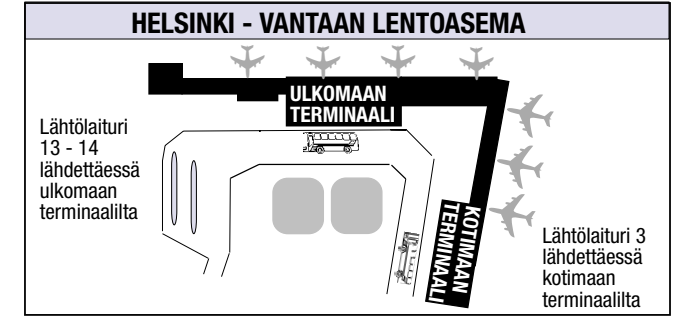 HELSINKI - VANTAAN LENTOASEMA
ULKOMAAN
TERMINAALI
Lähtölaituri
13 - 14
lähdettäessä
ulkomaan
terminaalilta
KOTIMAAN
TERMINAALI
Lähtölaituri 3
lähdettäessä
kotimaan
terminaalilta